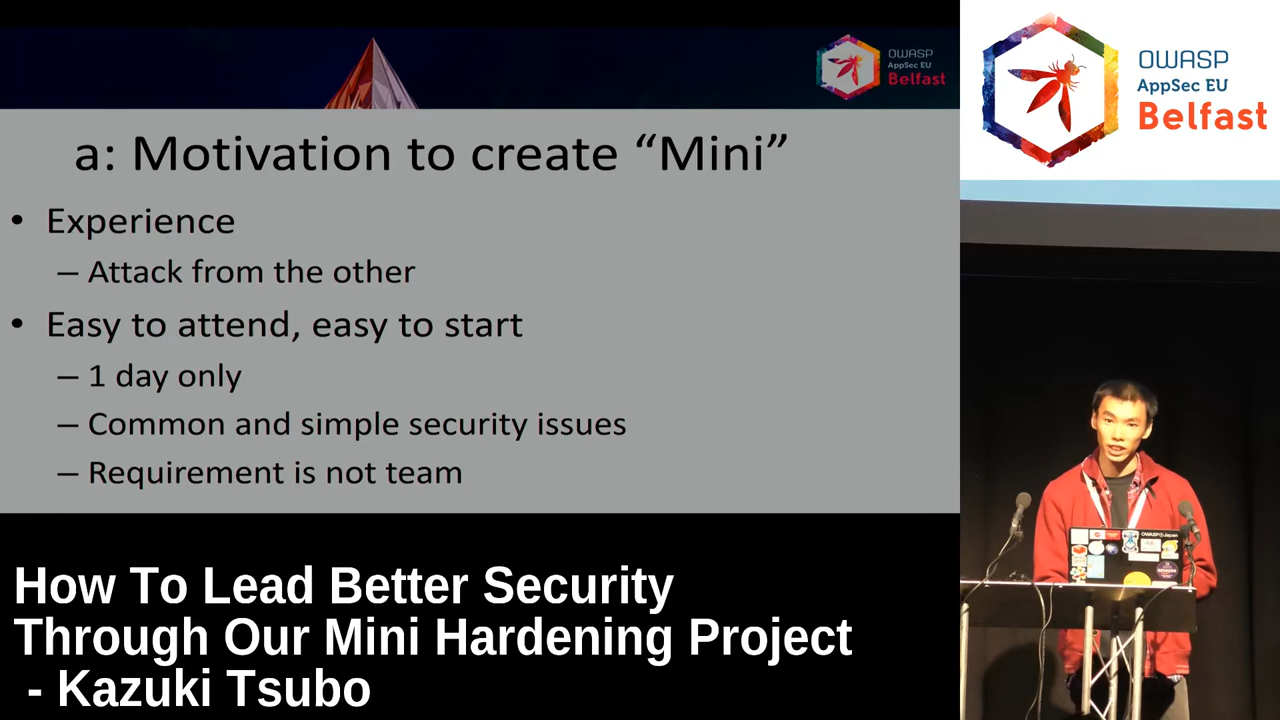 OWASP
AppSec EU
Belfast
a: Motivation to create “Mini”
• Experience
– Attack from the other
• Easy to attend, easy to start
– 1 day only
– Common and simple security issues
– Requirement is not team
How To Lead Better Security
Through Our Mini Hardening Project
- Kazuki Tsubo
OWASP
AppSec EU
Belfast
OWASP Japan